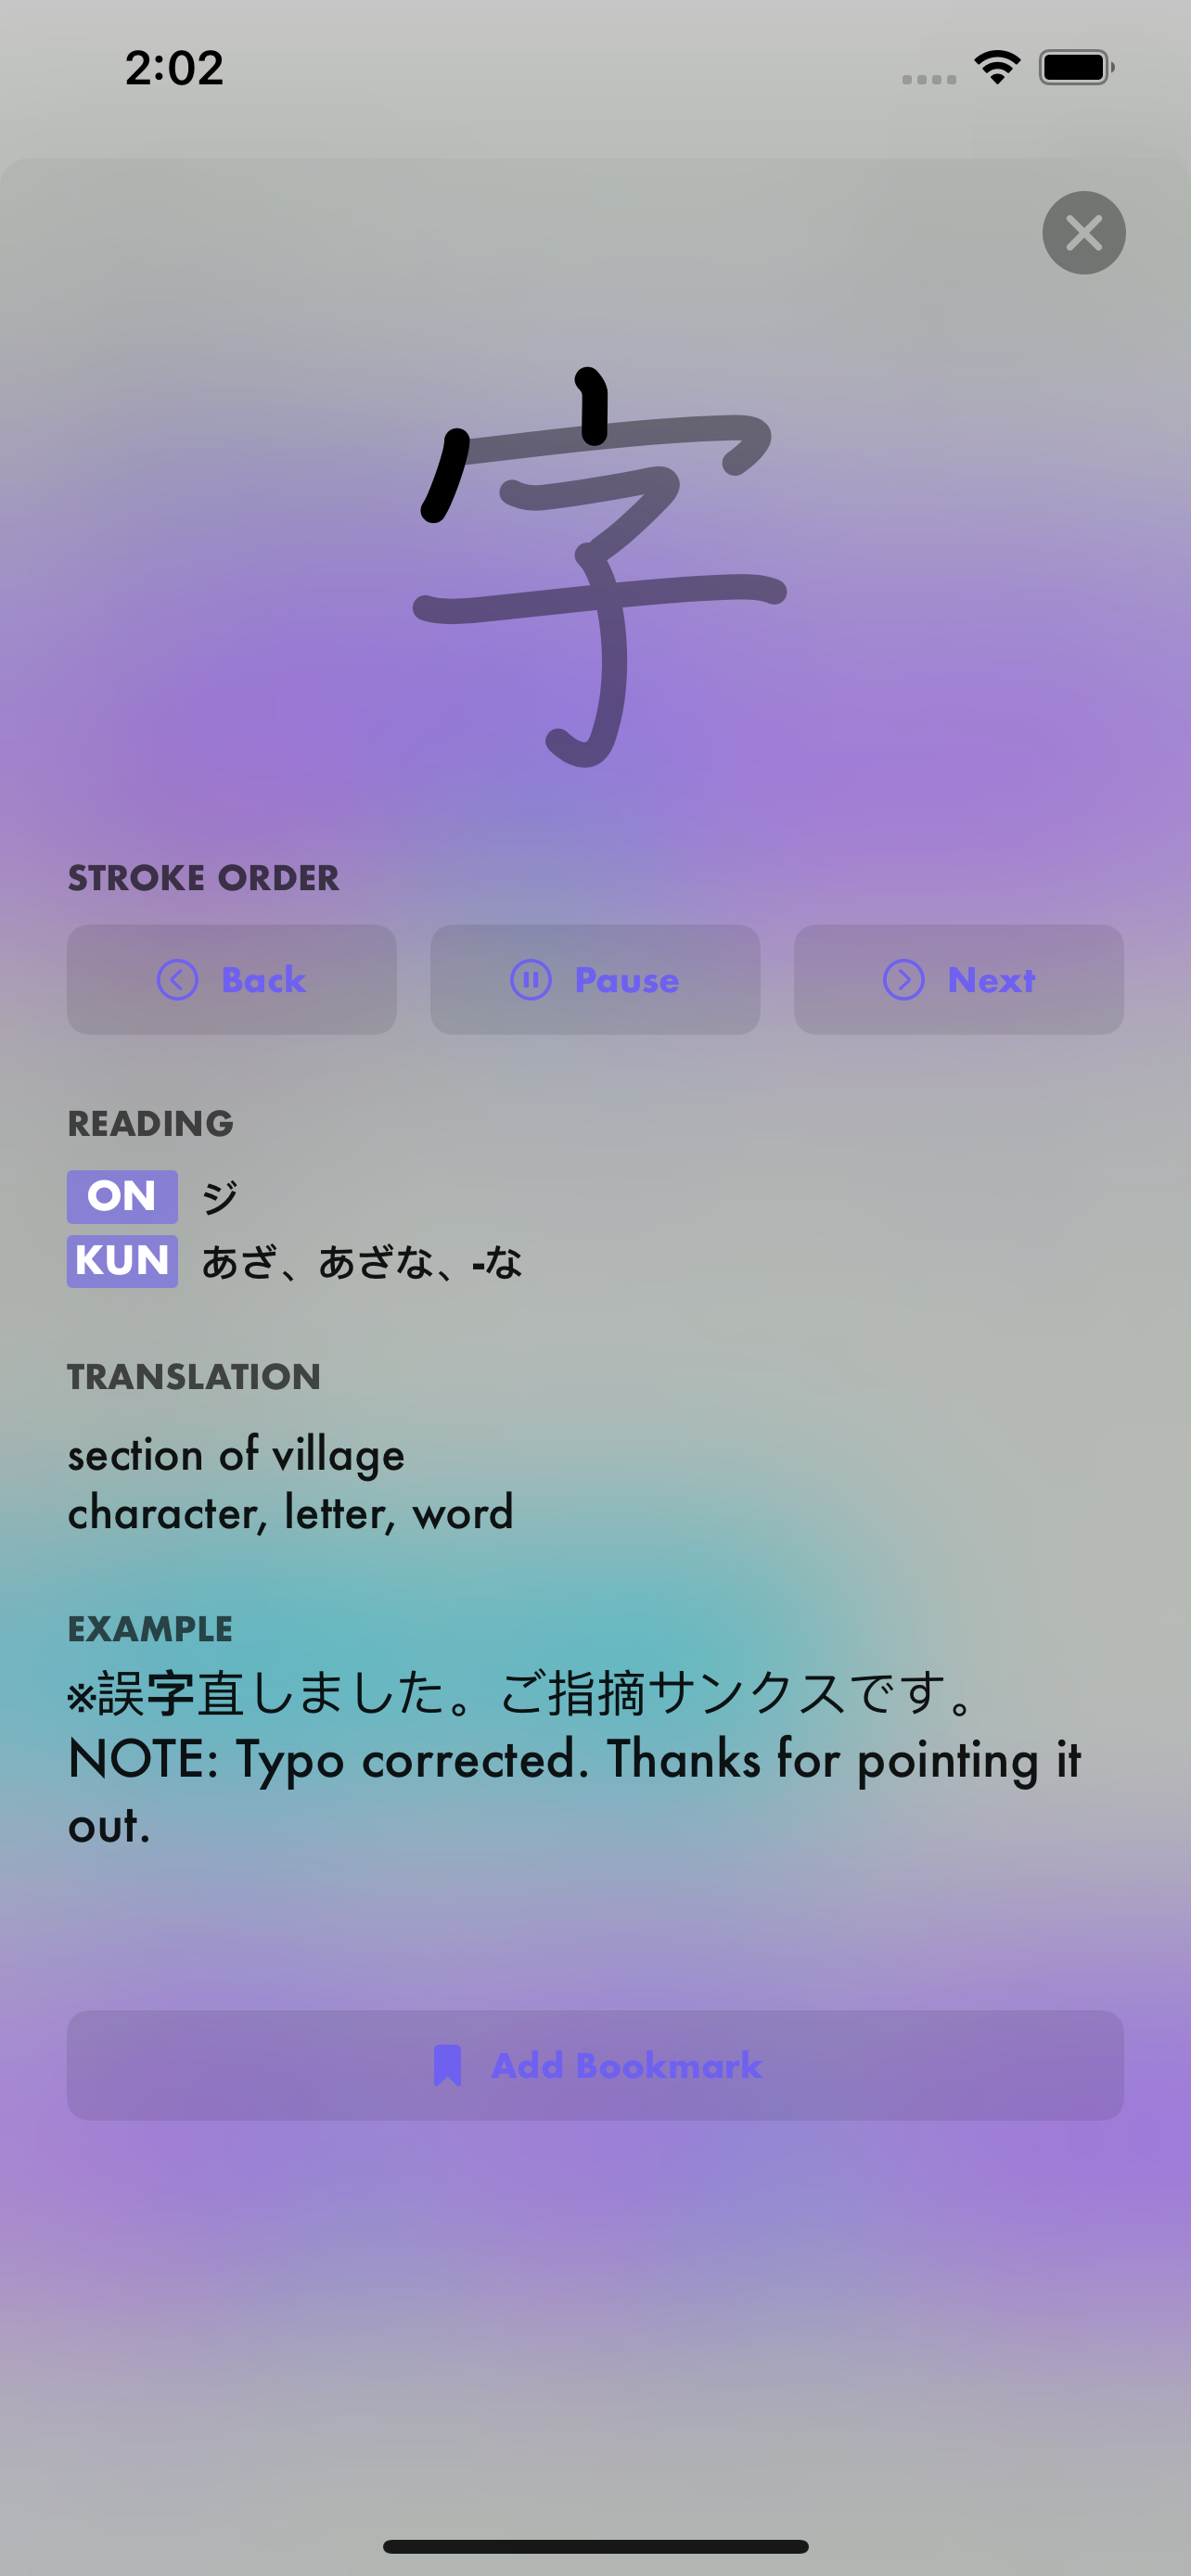 2:02
字
STROKE ORDER
Back
Pause
Next
READING
ON ジ
KUN あざ、あざな、-な
TRANSLATION
section of village
character, letter, word
EXAMPLE
※誤字直しました。ご指摘サンクスです。
NOTE: Typo corrected. Thanks for pointing it
out.
Add Bookmark